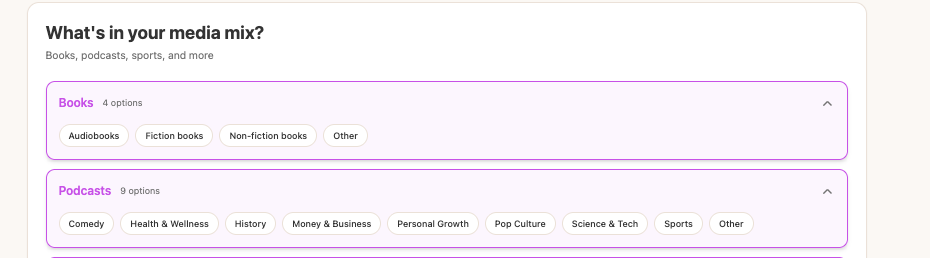 What's in your media mix?
Books, podcasts, sports, and more
Books 4 options
Audiobooks Fiction books Non-fiction books Other
Podcasts 9 options
Comedy Health & Wellness History Money & Business Personal Growth Pop Culture Science & Tech Sports Other